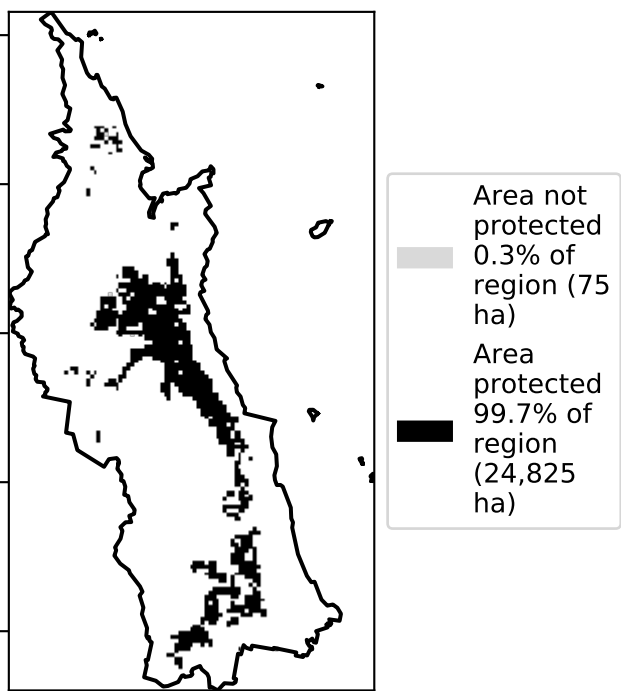 Area not
protected
0.3% of
region (75
ha)
Area
protected
99.7% of
region
(24,825
ha)